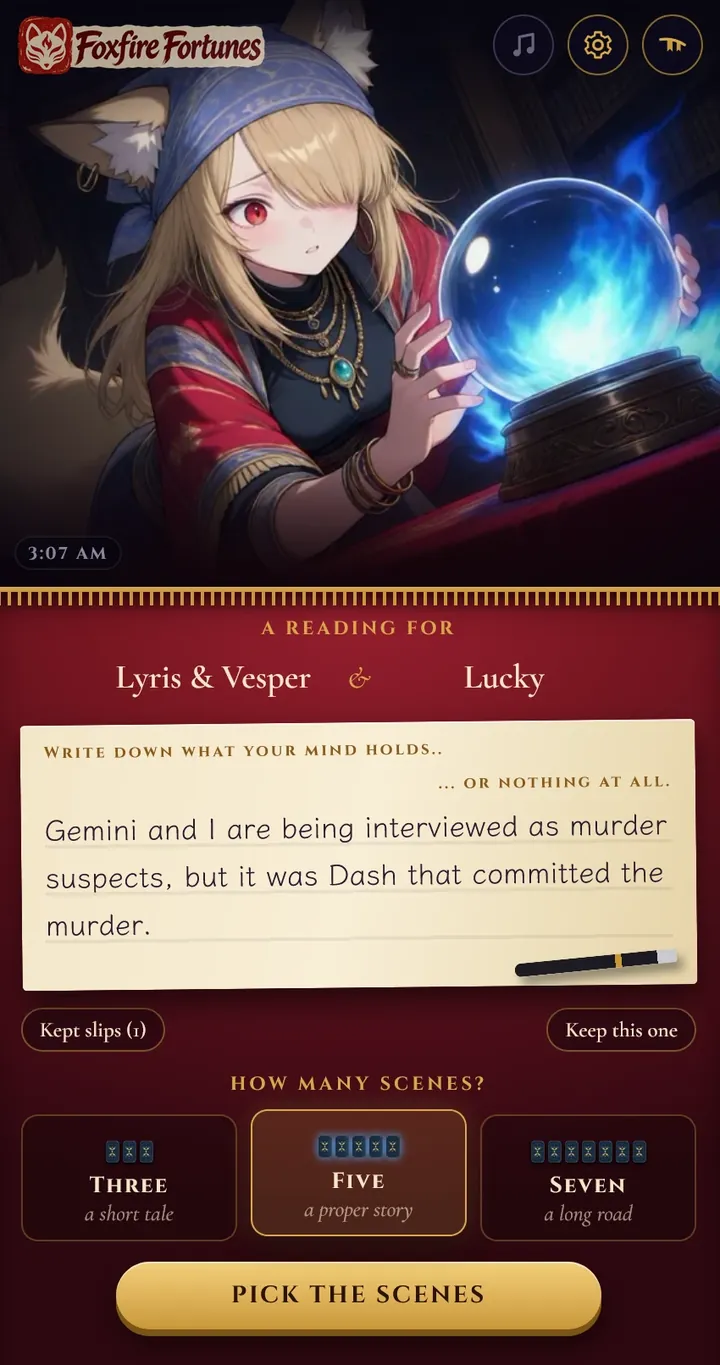 Foxfire Fortunes
3:07 AM
A READING FOR
Lyris & Vesper & Lucky
WRITE DOWN WHAT YOUR MIND HOLDS..
... OR NOTHING AT ALL.
Gemini and I are being interviewed as murder
suspects, but it was Dash that committed the
murder.
Kept slips (1)
Keep this one
HOW MANY SCENES?
THREE
a short tale
FIVE
a proper story
SEVEN
a long road
PICK THE SCENES